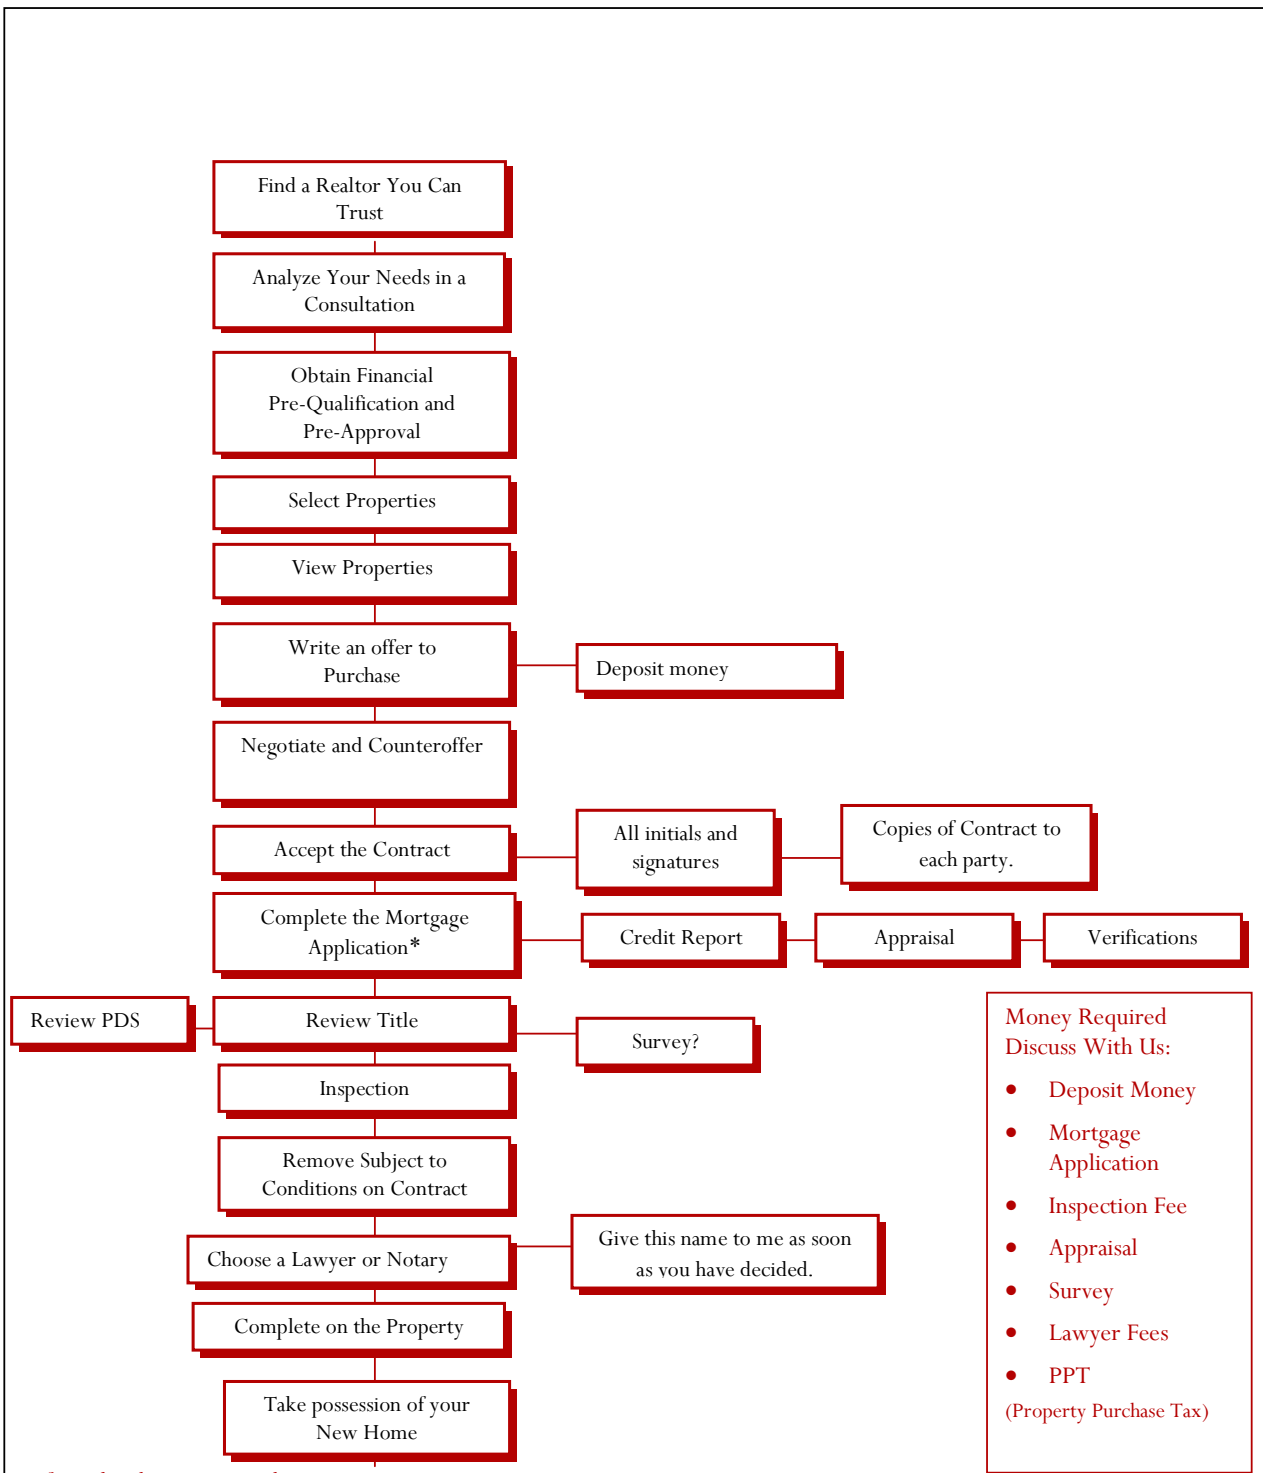 Find a Realtor You Can
Trust
Analyze Your Needs in a
Consultation
Obtain Financial
Pre-Qualification and
Pre-Approval
Select Properties
View Properties
Write an offer to
Purchase
Deposit money
Negotiate and Counteroffer
Accept the Contract
All initials and
signatures
Copies of Contract to
each party.
Complete the Mortgage
Application*
Credit Report
Appraisal
Verifications
Review PDS
Review Title
Survey?
Inspection
Remove Subject to
Conditions on Contract
Choose a Lawyer or Notary
Give this name to me as soon
as you have decided.
Complete on the Property
Take possession of your
New Home
Money Required
Discuss With Us:
• Deposit Money
• Mortgage
Application
• Inspection Fee
• Appraisal
• Survey
• Lawyer Fees
• PPT
(Property Purchase Tax)